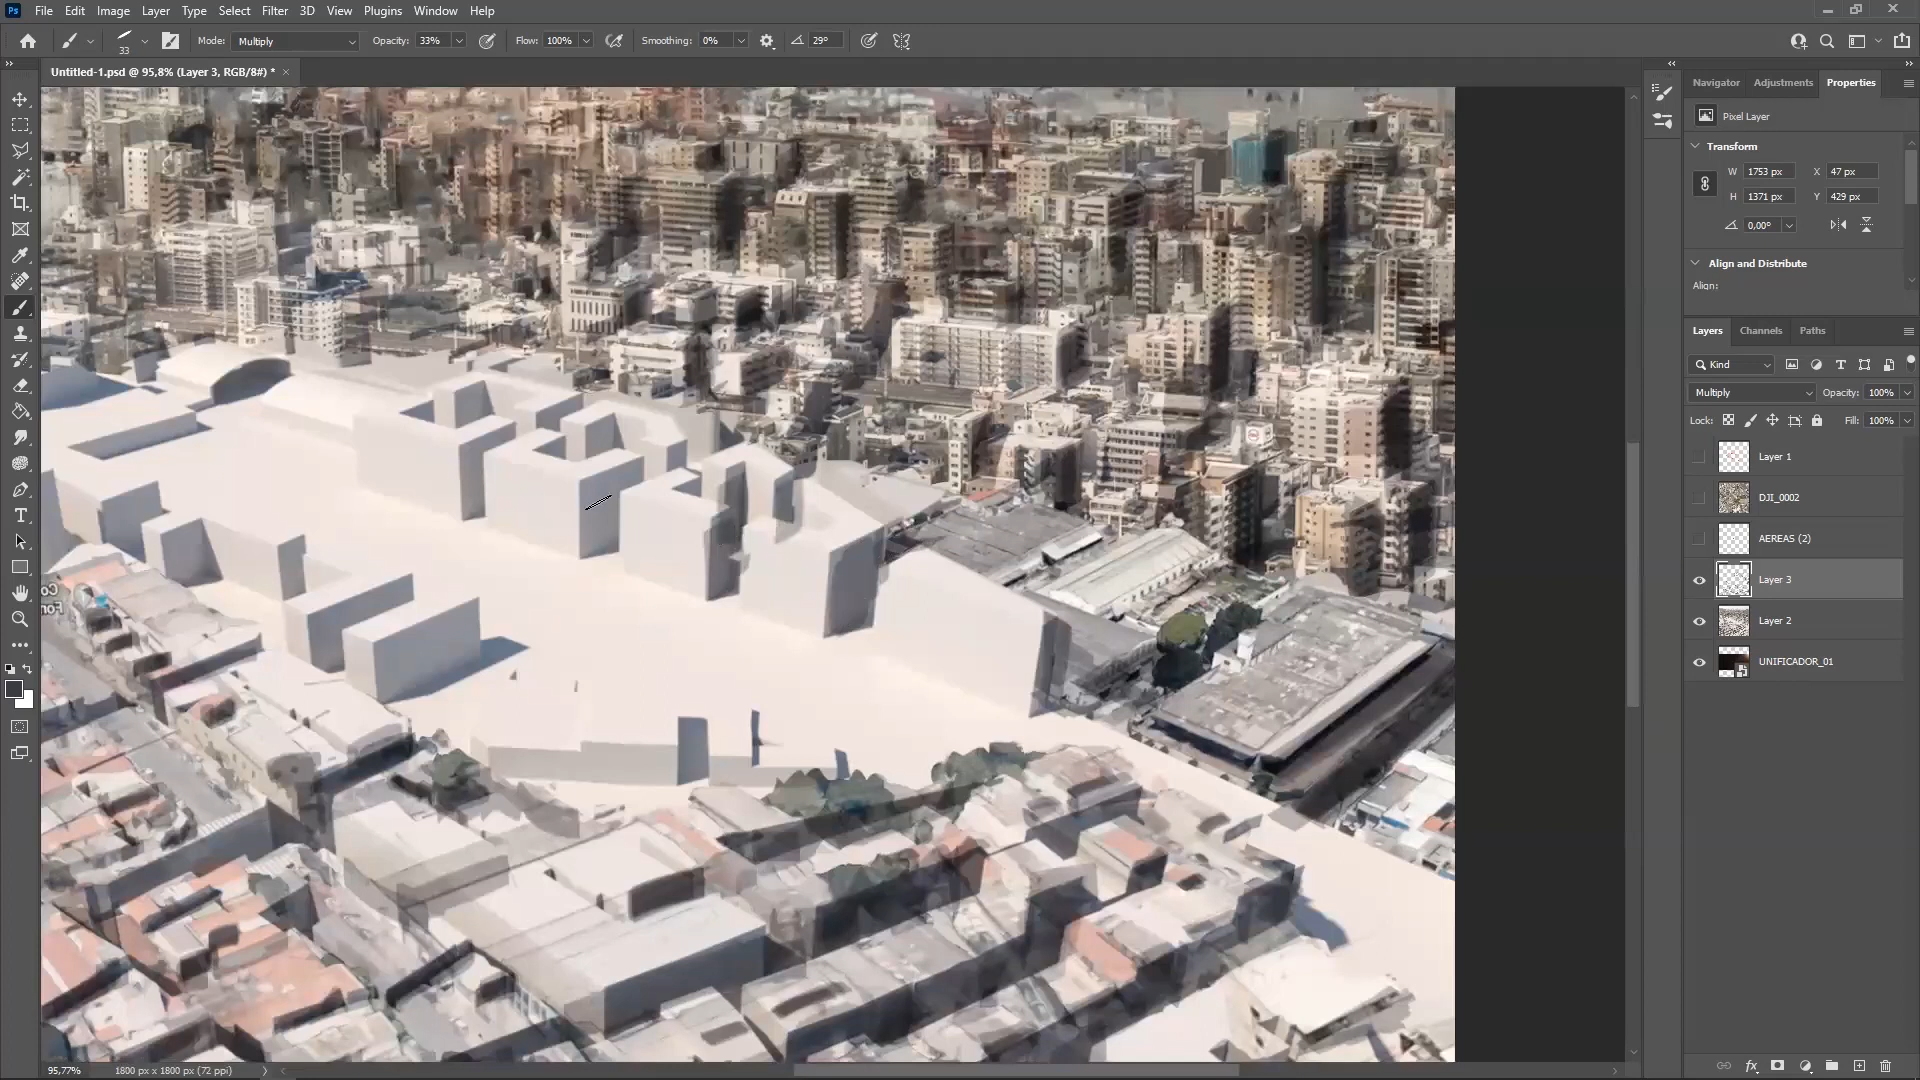 Ps File Edit Image Layer Type Select Filter 3D View Plugins Window Help
33 Mode: Multiply Opacity: 33% Flow: 100% Smoothing: 0% 29°
Untitled-1.psd @ 95,8% (Layer 3, RGB/8#) * ×
Navigator Adjustments Properties
Pixel Layer
Transform
W 1753 px X 47 px
H 1371 px Y 429 px
0,00°
Align and Distribute
Align:
Layers Channels Paths
Kind
Multiply Opacity: 100%
Lock: Fill: 100%
Layer 1
DJI_0002
AEREAS (2)
Layer 3
Layer 2
UNIFICADOR_01
95,77% 1800 px x 1800 px (72 ppi)